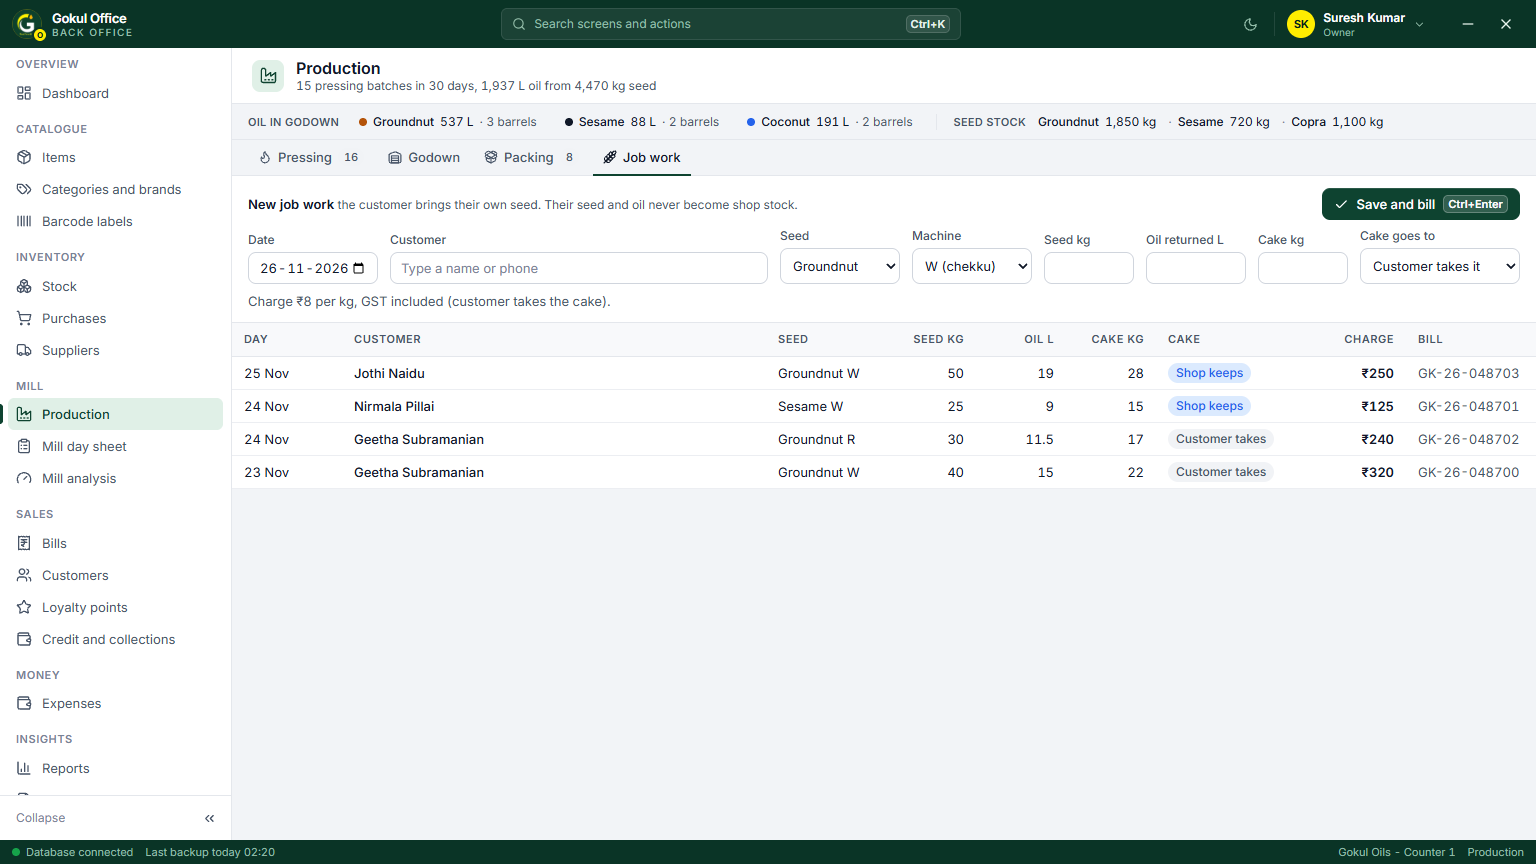 Gokul Office
BACK OFFICE
Search screens and actions
Ctrl+K
SK
Suresh Kumar
Owner
OVERVIEW
Dashboard
CATALOGUE
Items
Categories and brands
Barcode labels
INVENTORY
Stock
Purchases
Suppliers
MILL
Production
Mill day sheet
Mill analysis
SALES
Bills
Customers
Loyalty points
Credit and collections
MONEY
Expenses
INSIGHTS
Reports
Collapse
Production
15 pressing batches in 30 days, 1,937 L oil from 4,470 kg seed
OIL IN GODOWN Groundnut 537 L · 3 barrels Sesame 88 L · 2 barrels Coconut 191 L · 2 barrels SEED STOCK Groundnut 1,850 kg · Sesame 720 kg · Copra 1,100 kg
Pressing 16 Godown Packing 8 Job work
New job work the customer brings their own seed. Their seed and oil never become shop stock.
Save and bill Ctrl+Enter
Date Customer Seed Machine Seed kg Oil returned L Cake kg Cake goes to
26-11-2026 Type a name or phone Groundnut W (chekku) Customer takes it
Charge ₹8 per kg, GST included (customer takes the cake).
DAY CUSTOMER SEED SEED KG OIL L CAKE KG CAKE CHARGE BILL
25 Nov Jothi Naidu Groundnut W 50 19 28 Shop keeps ₹250 GK-26-048703
24 Nov Nirmala Pillai Sesame W 25 9 15 Shop keeps ₹125 GK-26-048701
24 Nov Geetha Subramanian Groundnut R 30 11.5 17 Customer takes ₹240 GK-26-048702
23 Nov Geetha Subramanian Groundnut W 40 15 22 Customer takes ₹320 GK-26-048700
Database connected Last backup today 02:20
Gokul Oils - Counter 1 Production